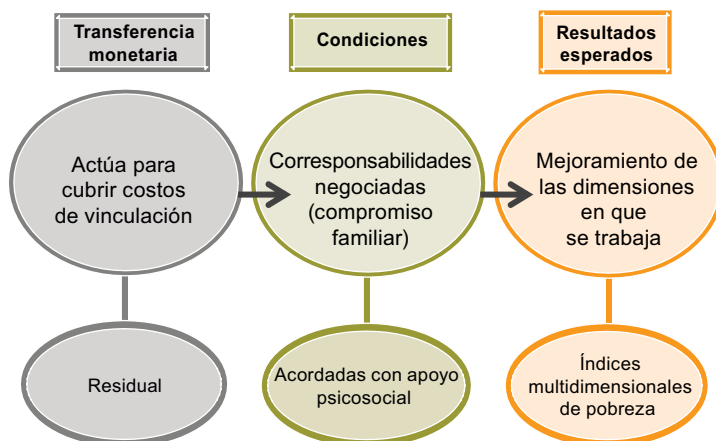 Transferencia
monetaria
Condiciones
Resultados
esperados
Actúa para
cubrir costos
de vinculación
Corresponsabilidades
negociadas
(compromiso
familiar)
Mejoramiento de
las dimensiones
en que
se trabaja
Residual
Acordadas con apoyo
psicosocial
Índices
multidimensionales
de pobreza